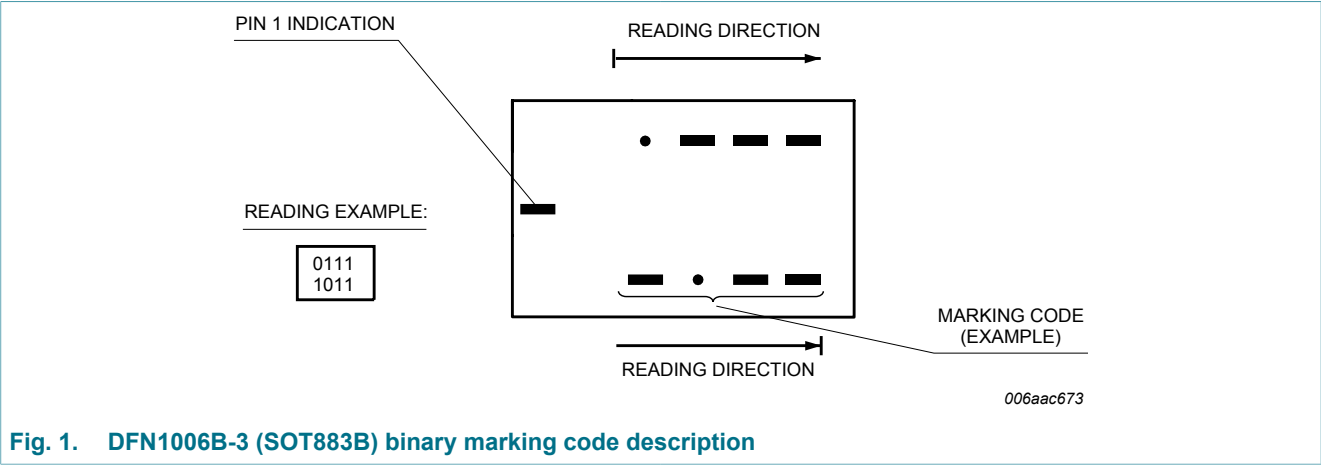 PIN 1 INDICATION
READING DIRECTION
READING EXAMPLE:
0111
1011
MARKING CODE
(EXAMPLE)
READING DIRECTION
006aac673
Fig. 1. DFN1006B-3 (SOT883B) binary marking code description